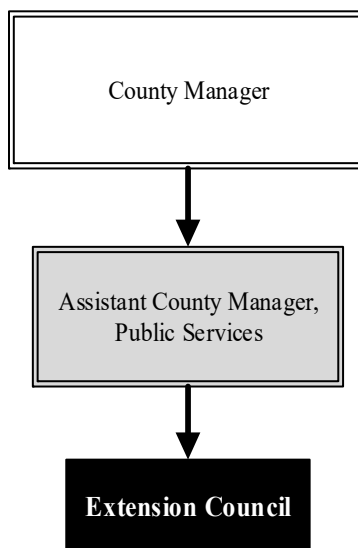 County Manager
Assistant County Manager,
Public Services
Extension Council